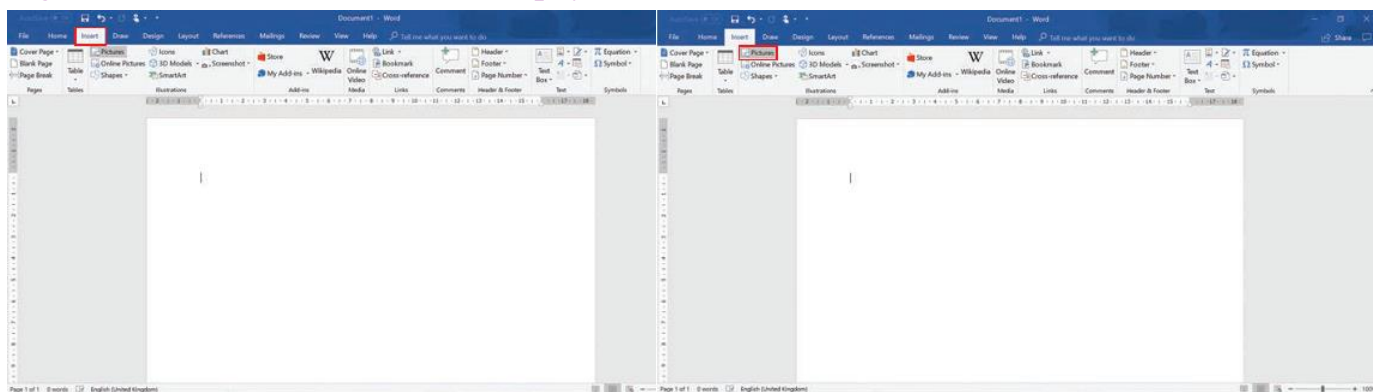 Document1 - Word
File Home Insert Draw Design Layout References Mailings Review View Help Tell me what you want to do
Cover Page
Blank Page
Page Break
Pages
Table
Tables
Pictures
Online Pictures
Shapes
Icons
3D Models
SmartArt
Chart
Screenshot
Illustrations
Store
My Add-ins
W
Wikipedia
Add-ins
Online
Video
Media
Link
Bookmark
Cross-reference
Links
Comment
Comments
Header
Footer
Page Number
Header & Footer
Text
Box
Text
Equation
Symbol
Symbols
Page 1 of 1 0 words English (United Kingdom)
Document1 - Word
File Home Insert Draw Design Layout References Mailings Review View Help Tell me what you want to do Share
Cover Page
Blank Page
Page Break
Pages
Table
Tables
Pictures
Online Pictures
Shapes
Icons
3D Models
SmartArt
Chart
Screenshot
Illustrations
Store
My Add-ins
W
Wikipedia
Add-ins
Online
Video
Media
Link
Bookmark
Cross-reference
Links
Comment
Comments
Header
Footer
Page Number
Header & Footer
Text
Box
Text
Equation
Symbol
Symbols
Page 1 of 1 0 words English (United Kingdom)